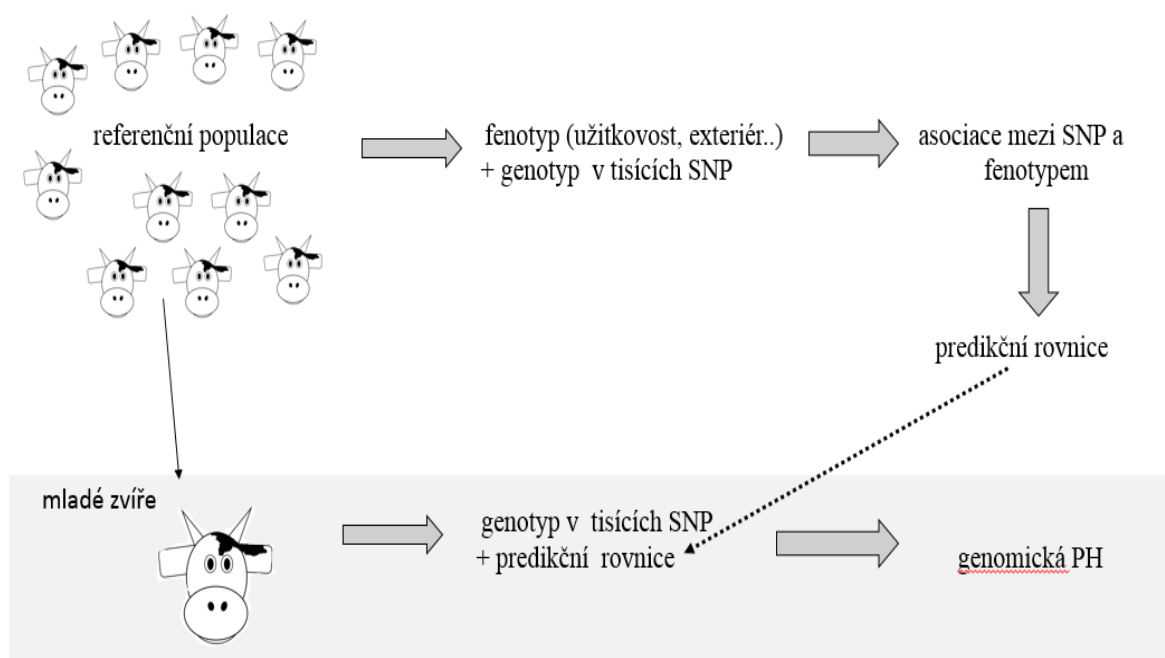 referenční populace
fenotyp (užitkovost, exteriér..)
+ genotyp v tisících SNP
asociace mezi SNP a
fenotypem
predikční rovnice
mladé zvíře
genotyp v tisících SNP
+ predikční rovnice
genomická PH